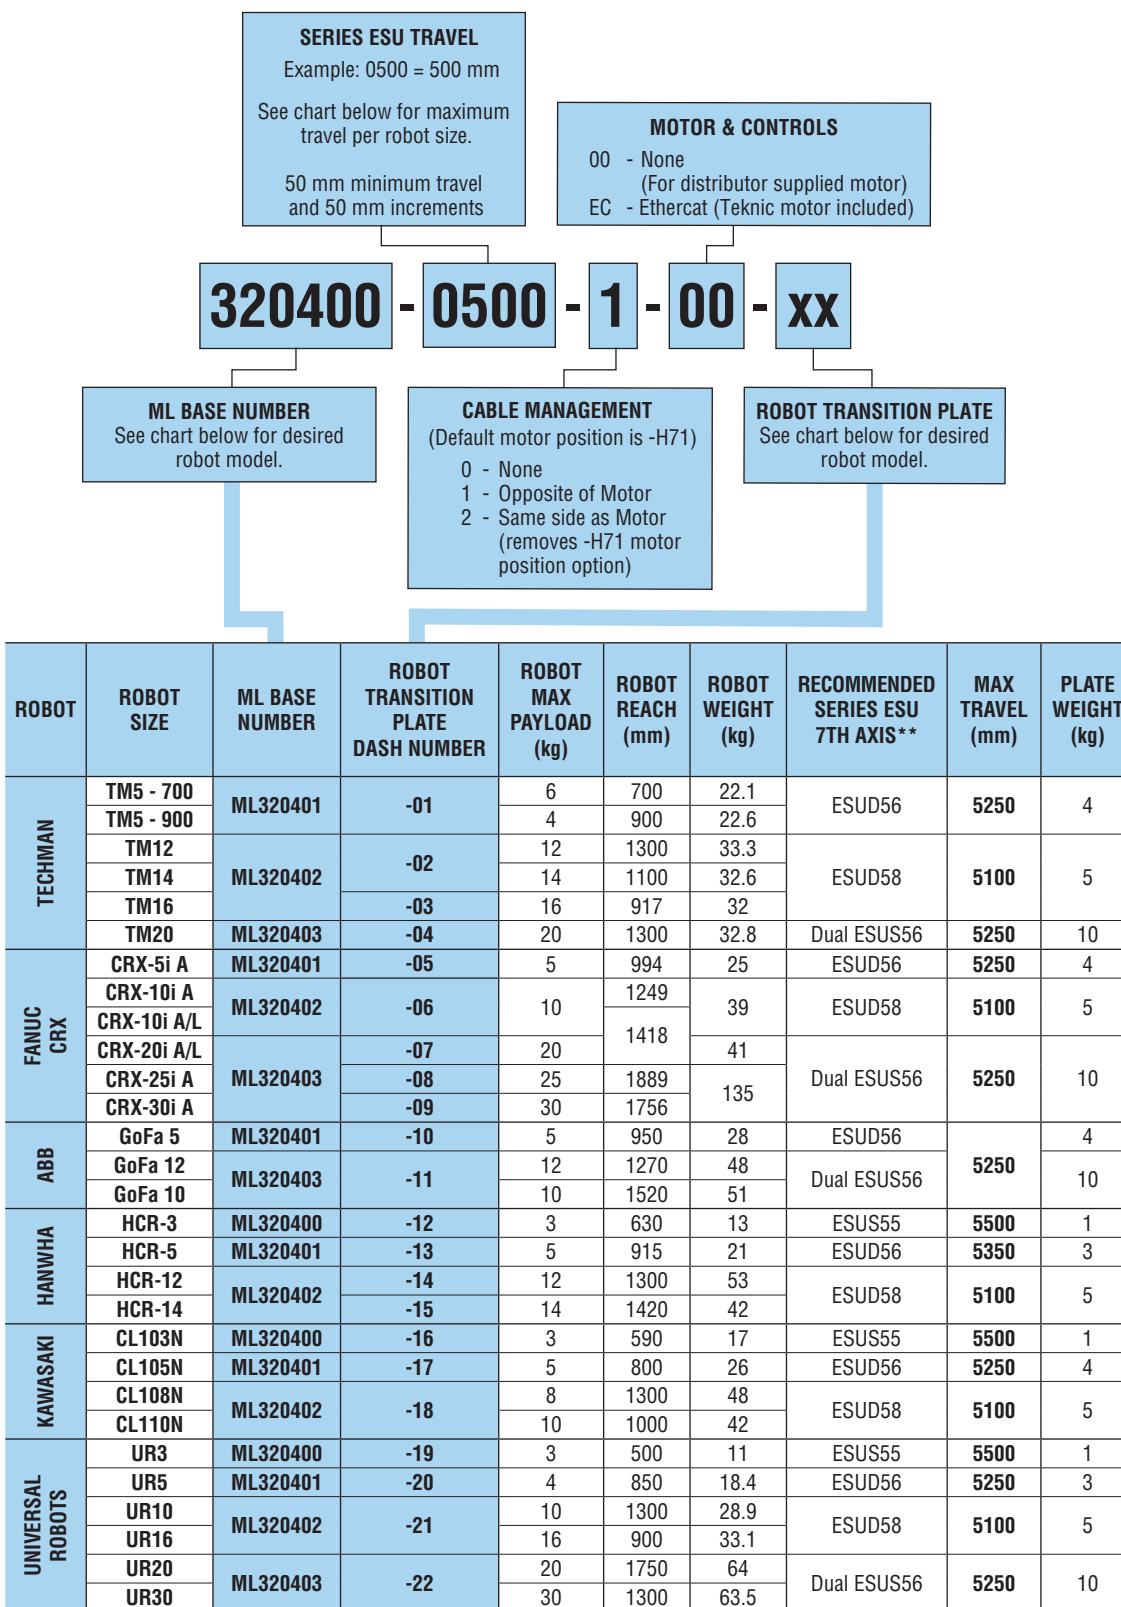 SERIES ESU TRAVEL
Example: 0500 = 500 mm
See chart below for maximum
travel per robot size.
50 mm minimum travel
and 50 mm increments
MOTOR & CONTROLS
00 - None
(For distributor supplied motor)
EC - Ethercat (Teknic motor included)
320400 - 0500 - 1 - 00 - xx
ML BASE NUMBER
See chart below for desired
robot model.
CABLE MANAGEMENT
(Default motor position is -H71)
0 - None
1 - Opposite of Motor
2 - Same side as Motor
(removes -H71 motor
position option)
ROBOT TRANSITION PLATE
See chart below for desired
robot model.
ROBOT | ROBOT SIZE | ML BASE NUMBER | ROBOT TRANSITION PLATE DASH NUMBER | ROBOT MAX PAYLOAD (kg) | ROBOT REACH (mm) | ROBOT WEIGHT (kg) | RECOMMENDED SERIES ESU 7TH AXIS** | MAX TRAVEL (mm) | PLATE WEIGHT (kg)
TECHMAN
TM5 - 700 ML320401 -01 6 700 22.1 ESUD56 5250 4
TM5 - 900 4 900 22.6
TM12 ML320402 -02 12 1300 33.3 ESUD58 5100 5
TM14 14 1100 32.6
TM16 -03 16 917 32
TM20 ML320403 -04 20 1300 32.8 Dual ESUS56 5250 10
FANUC CRX
CRX-5i A ML320401 -05 5 994 25 ESUD56 5250 4
CRX-10i A ML320402 -06 10 1249 39 ESUD58 5100 5
CRX-10i A/L 1418
CRX-20i A/L ML320403 -07 20 41 Dual ESUS56 5250 10
CRX-25i A -08 25 1889 135
CRX-30i A -09 30 1756
ABB
GoFa 5 ML320401 -10 5 950 28 ESUD56 5250 4
GoFa 12 ML320403 -11 12 1270 48 Dual ESUS56 10
GoFa 10 10 1520 51
HANWHA
HCR-3 ML320400 -12 3 630 13 ESUS55 5500 1
HCR-5 ML320401 -13 5 915 21 ESUD56 5350 3
HCR-12 ML320402 -14 12 1300 53 ESUD58 5100 5
HCR-14 -15 14 1420 42
KAWASAKI
CL103N ML320400 -16 3 590 17 ESUS55 5500 1
CL105N ML320401 -17 5 800 26 ESUD56 5250 4
CL108N ML320402 -18 8 1300 48 ESUD58 5100 5
CL110N 10 1000 42
UNIVERSAL ROBOTS
UR3 ML320400 -19 3 500 11 ESUS55 5500 1
UR5 ML320401 -20 4 850 18.4 ESUD56 5250 3
UR10 ML320402 -21 10 1300 28.9 ESUD58 5100 5
UR16 16 900 33.1
UR20 ML320403 -22 20 1750 64 Dual ESUS56 5250 10
UR30 30 1300 63.5